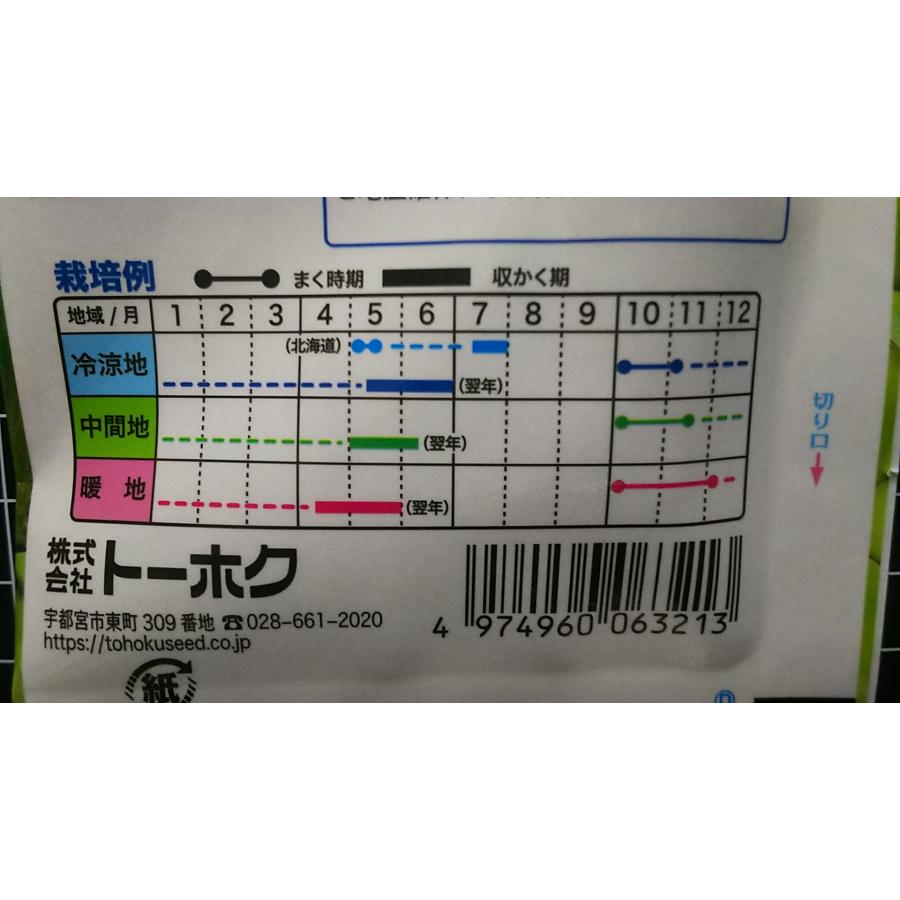 栽培例 まく時期 収かく期
地域/月 1 2 3 4 5 6 7 8 9 10 11 12
冷涼地 (北海道)
(翌年)
中間地 (翌年)
暖 地 (翌年)
切り口
株式会社 トーホク
宇都宮市東町309番地 ☎028-661-2020
https://tohokuseed.co.jp
4 974960 063213
紙